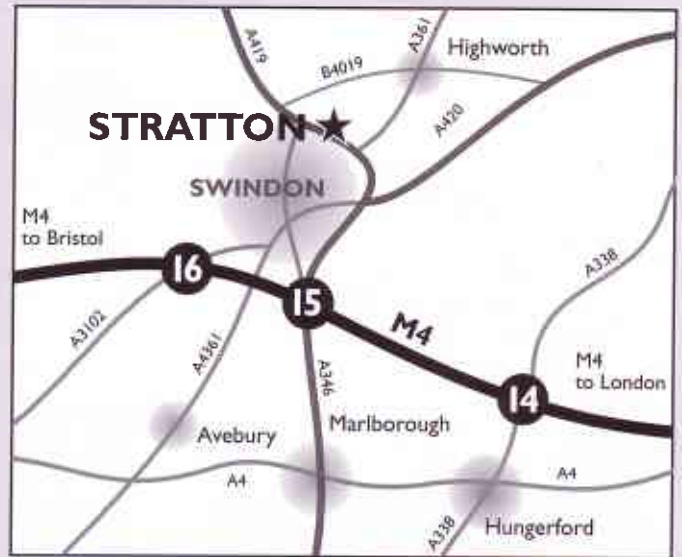 A419
A361
Highworth
B4019
A420
STRATTON
SWINDON
M4
to Bristol
16
15
A338
M4
A3102
A4361
A346
M4
to London
14
Avebury
Marlborough
A4
A4
A338
Hungerford